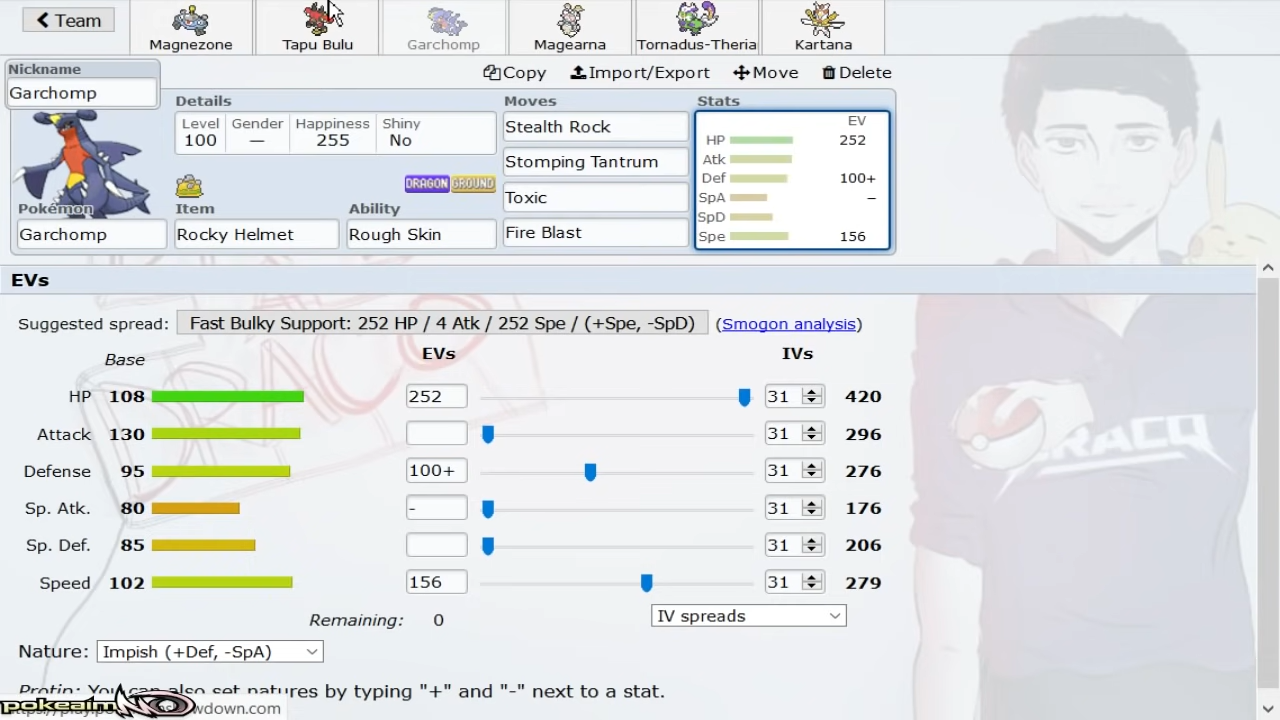 Team
Magnezone
Tapu Bulu
Garchomp
Magearna
Tornadus-Theria
Kartana
Nickname
Garchomp
Copy Import/Export Move Delete
Details
Level Gender Happiness Shiny
100 — 255 No
DRAGON GROUND
Pokémon
Garchomp
Item
Rocky Helmet
Ability
Rough Skin
Moves
Stealth Rock
Stomping Tantrum
Toxic
Fire Blast
Stats
EV
HP 252
Atk
Def 100+
SpA –
SpD
Spe 156
EVs
Suggested spread: Fast Bulky Support: 252 HP / 4 Atk / 252 Spe / (+Spe, -SpD) (Smogon analysis)
Base EVs IVs
HP 108 252 31 420
Attack 130 31 296
Defense 95 100+ 31 276
Sp. Atk. 80 - 31 176
Sp. Def. 85 31 206
Speed 102 156 31 279
Remaining: 0 IV spreads
Nature: Impish (+Def, -SpA)
Protip: You can also set natures by typing "+" and "-" next to a stat.
pokeaim
DRACO